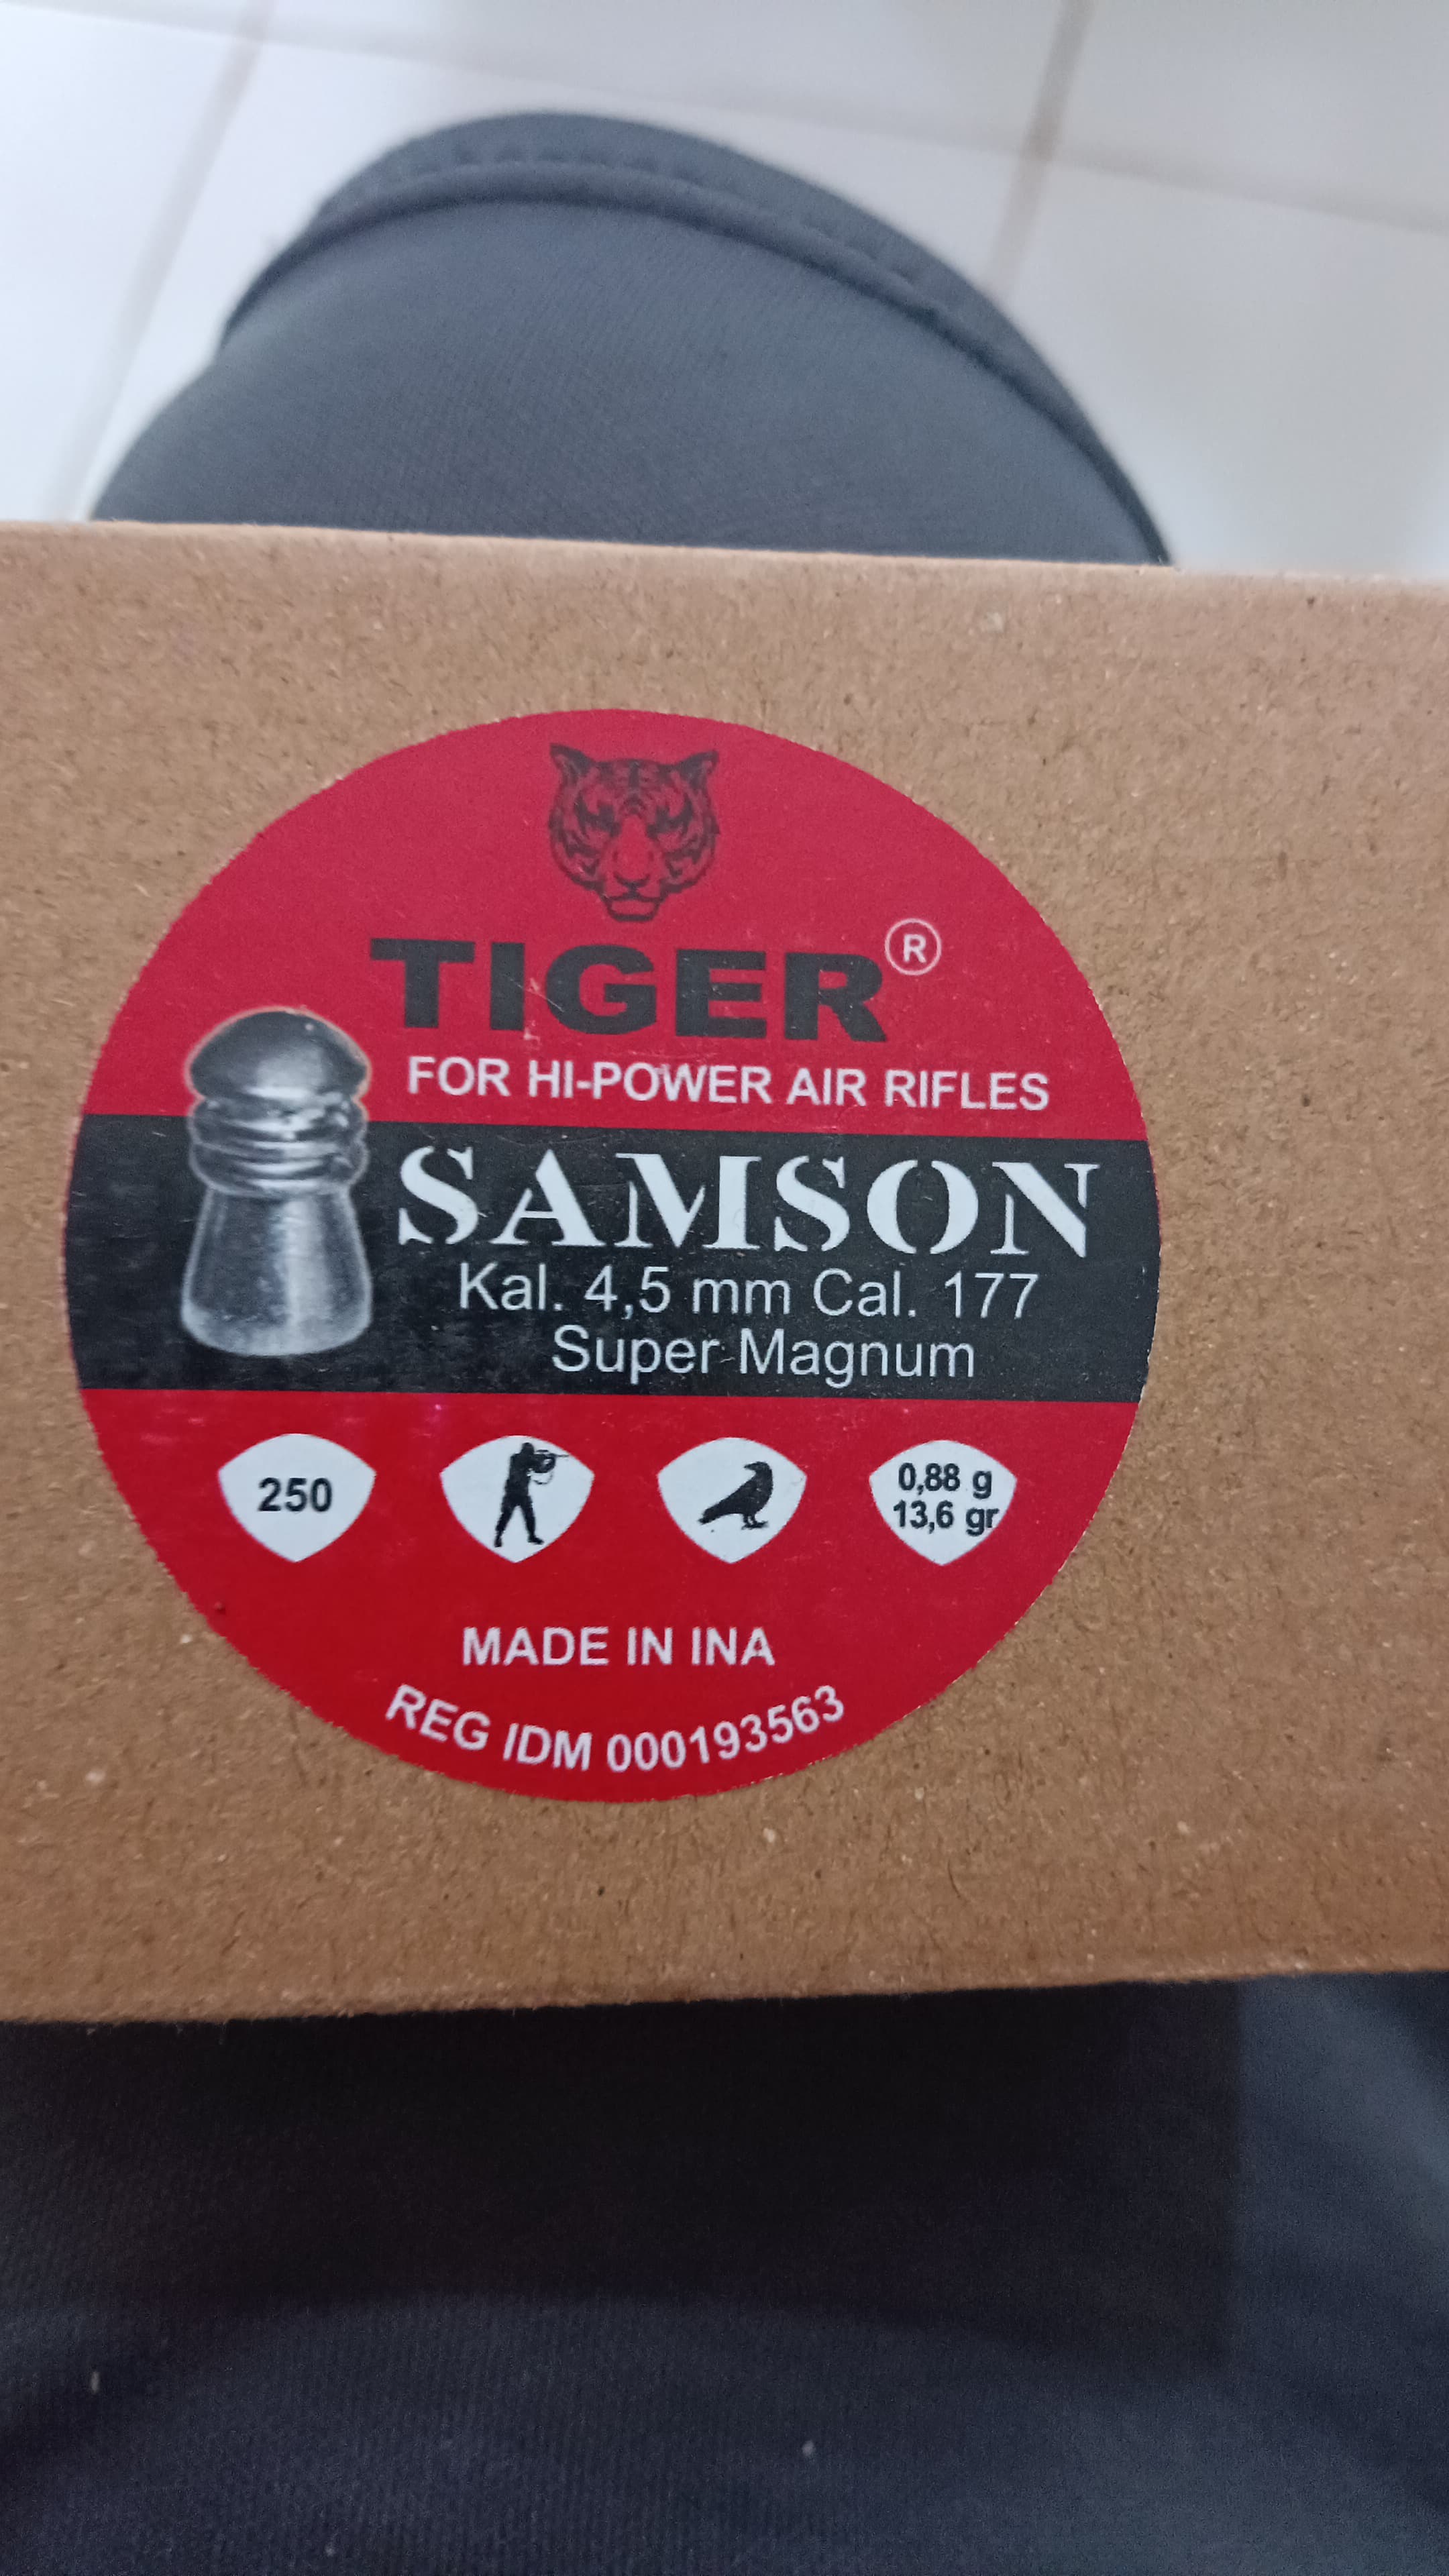 TIGER®
FOR HI-POWER AIR RIFLES
SAMSON
Kal. 4,5 mm Cal. 177
Super Magnum
250
0,88 g
13,6 gr
MADE IN INA
REG IDM 000193563